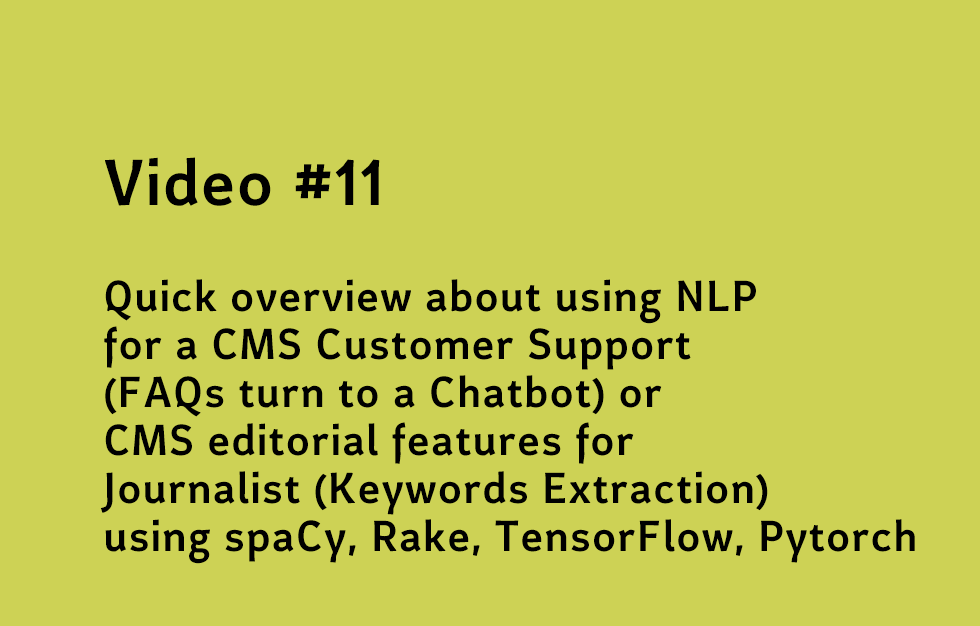 Video #11
Quick overview about using NLP
for a CMS Customer Support
(FAQs turn to a Chatbot) or
CMS editorial features for
Journalist (Keywords Extraction)
using spaCy, Rake, TensorFlow, Pytorch